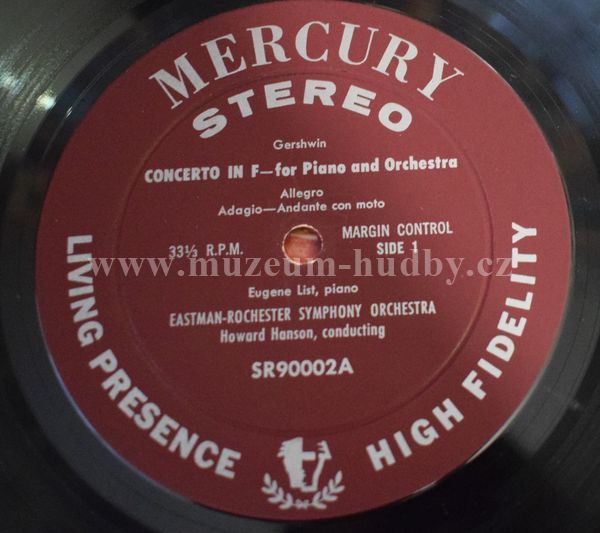 MERCURY
STEREO
Gershwin
CONCERTO IN F—for Piano and Orchestra
Allegro
Adagio—Andante con moto
33⅓ R.P.M.
MARGIN CONTROL
SIDE 1
www.muzeum-hudby.cz
Eugene List, piano
EASTMAN-ROCHESTER SYMPHONY ORCHESTRA
Howard Hanson, conducting
SR90002A
LIVING PRESENCE
HIGH FIDELITY